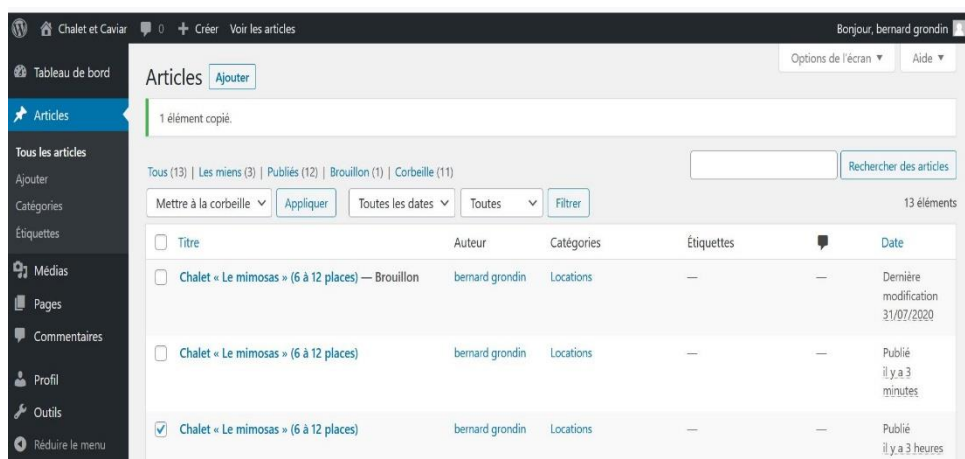 Chalet et Caviar 0 + Créer Voir les articles Bonjour, bernard grondin
Options de l'écran ▼ Aide ▼
Tableau de bord
Articles Ajouter
Articles
1 élément copié.
Tous les articles
Ajouter
Catégories
Étiquettes
Médias
Pages
Commentaires
Profil
Outils
Réduire le menu
Tous (13) | Les miens (3) | Publiés (12) | Brouillon (1) | Corbeille (11)
Rechercher des articles
Mettre à la corbeille Appliquer Toutes les dates Toutes Filtrer 13 éléments
Titre Auteur Catégories Étiquettes Date
Chalet « Le mimosas » (6 à 12 places) — Brouillon bernard grondin Locations — — Dernière
modification
31/07/2020
Chalet « Le mimosas » (6 à 12 places) bernard grondin Locations — — Publié
il y a 3
minutes
Chalet « Le mimosas » (6 à 12 places) bernard grondin Locations — — Publié
il y a 3 heures